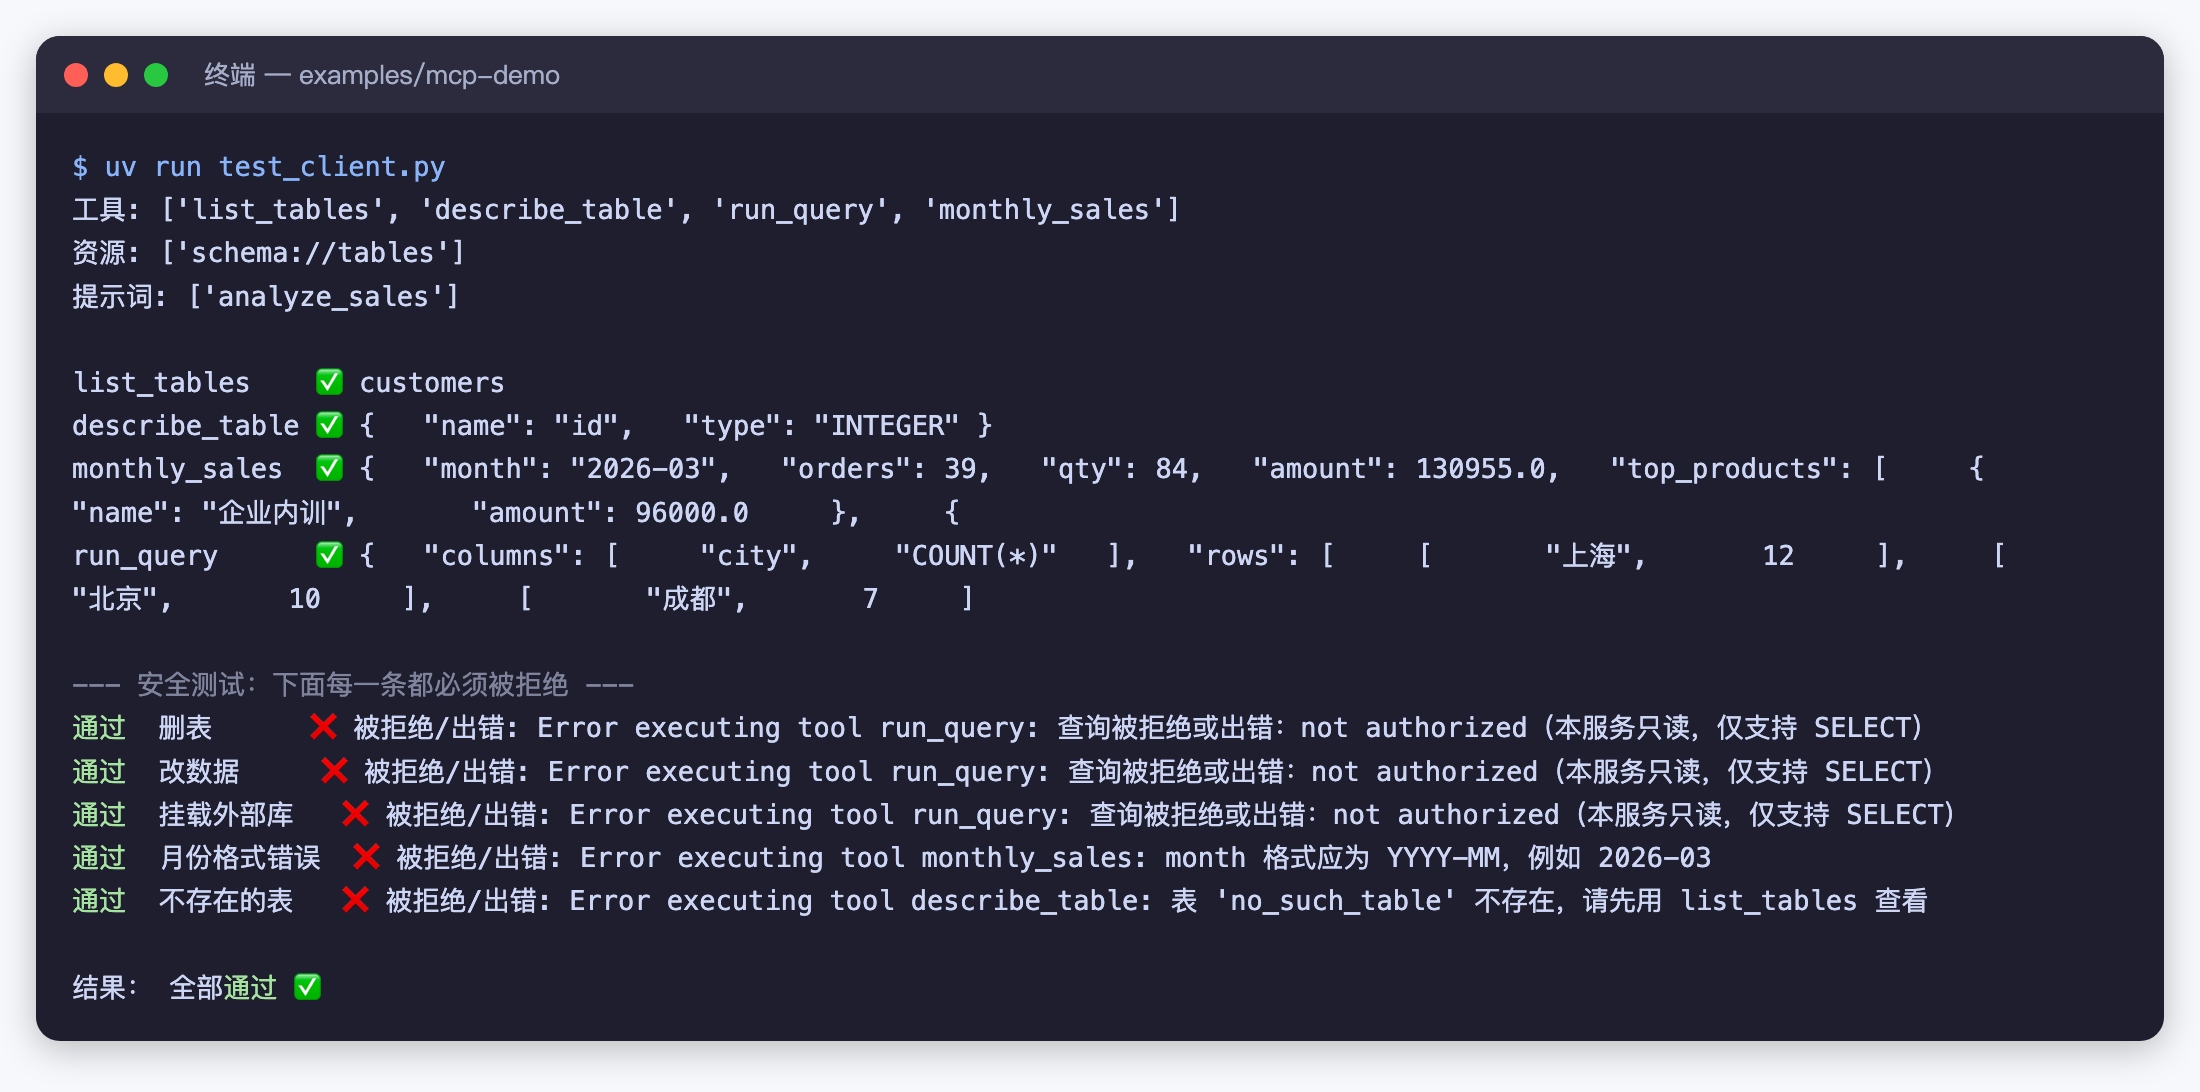 终端 — examples/mcp-demo
$ uv run test_client.py
工具: ['list_tables', 'describe_table', 'run_query', 'monthly_sales']
资源: ['schema://tables']
提示词: ['analyze_sales']
list_tables    ✅ customers
describe_table ✅ {   "name": "id",   "type": "INTEGER" }
monthly_sales  ✅ {   "month": "2026-03",   "orders": 39,   "qty": 84,   "amount": 130955.0,   "top_products": [     {
"name": "企业内训",       "amount": 96000.0     },     {
run_query      ✅ {   "columns": [     "city",     "COUNT(*)"   ],   "rows": [     [       "上海",       12     ],     [
"北京",       10     ],     [       "成都",       7     ]
--- 安全测试：下面每一条都必须被拒绝 ---
通过  删表      ❌ 被拒绝/出错: Error executing tool run_query: 查询被拒绝或出错：not authorized（本服务只读，仅支持 SELECT）
通过  改数据     ❌ 被拒绝/出错: Error executing tool run_query: 查询被拒绝或出错：not authorized（本服务只读，仅支持 SELECT）
通过  挂载外部库   ❌ 被拒绝/出错: Error executing tool run_query: 查询被拒绝或出错：not authorized（本服务只读，仅支持 SELECT）
通过  月份格式错误  ❌ 被拒绝/出错: Error executing tool monthly_sales: month 格式应为 YYYY-MM，例如 2026-03
通过  不存在的表   ❌ 被拒绝/出错: Error executing tool describe_table: 表 'no_such_table' 不存在，请先用 list_tables 查看
结果： 全部通过 ✅